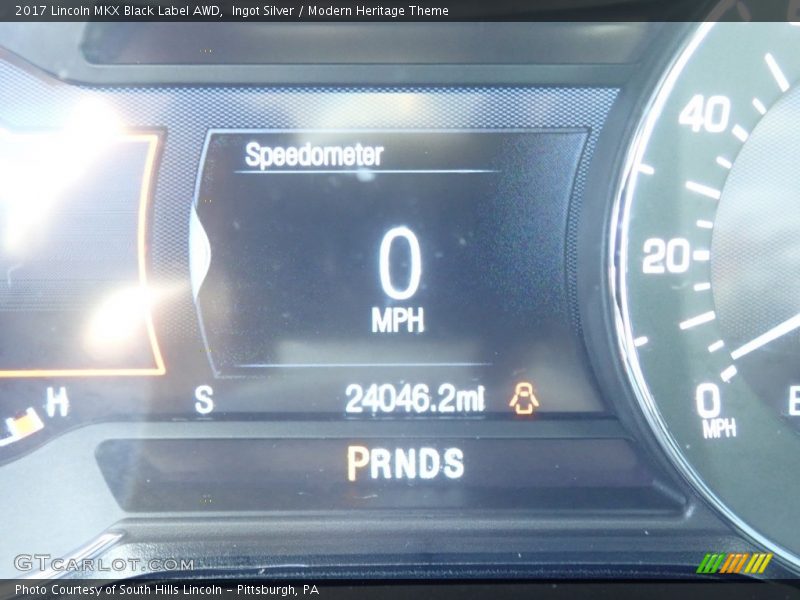 2017 Lincoln MKX Black Label AWD,  Ingot Silver / Modern Heritage Theme
Speedometer
0
MPH
40
20
0
MPH
E
H
S
24046.2mi
PRNDS
GTCARLOT.COM
Photo Courtesy of South Hills Lincoln - Pittsburgh, PA